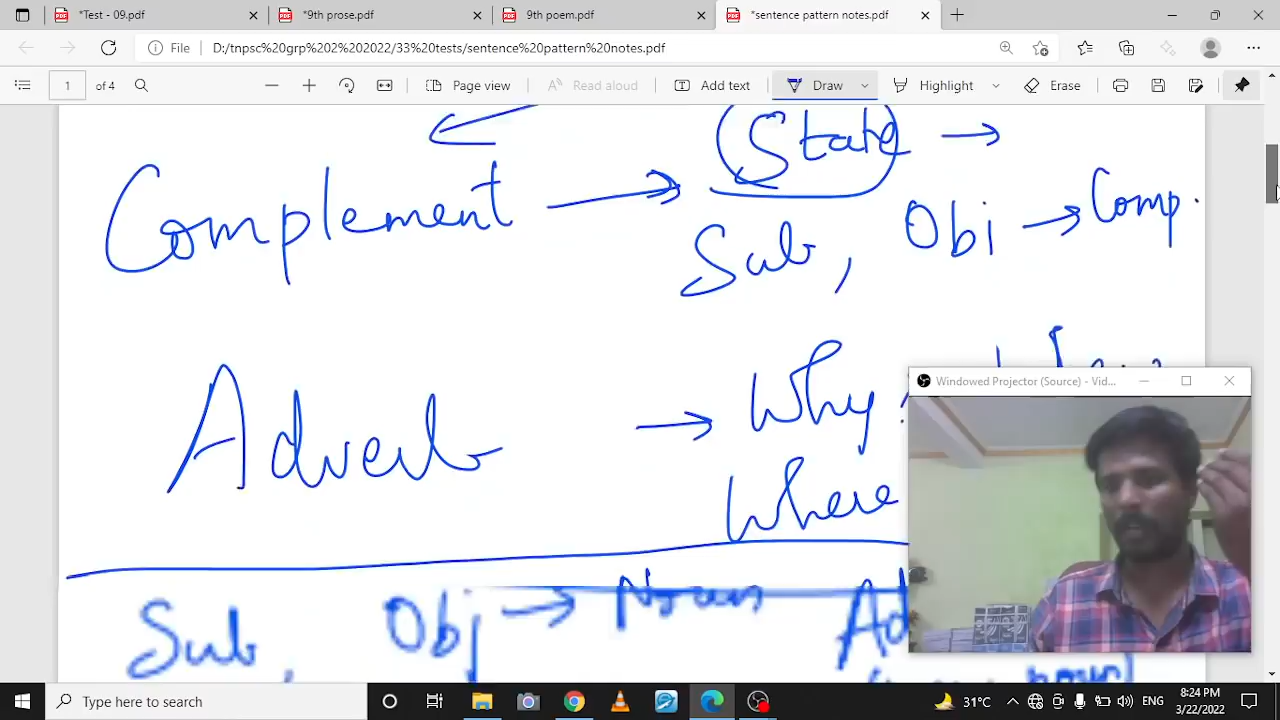 *Test - 09.pdf
*9th prose.pdf
9th poem.pdf
*sentence pattern notes.pdf
File
D:/tnpsc%20grp%202%202022/33%20tests/sentence%20pattern%20notes.pdf
1 of 4
Page view
Read aloud
Add text
Draw
Highlight
Erase
State →
Complement →
Sub, Obj → Comp.
Adverb → Why
Where
Windowed Projector (Source) - Vid...
Sub, Obj → Noun Ad
Type here to search
31°C
ENG
8:24 PM
3/22/2022